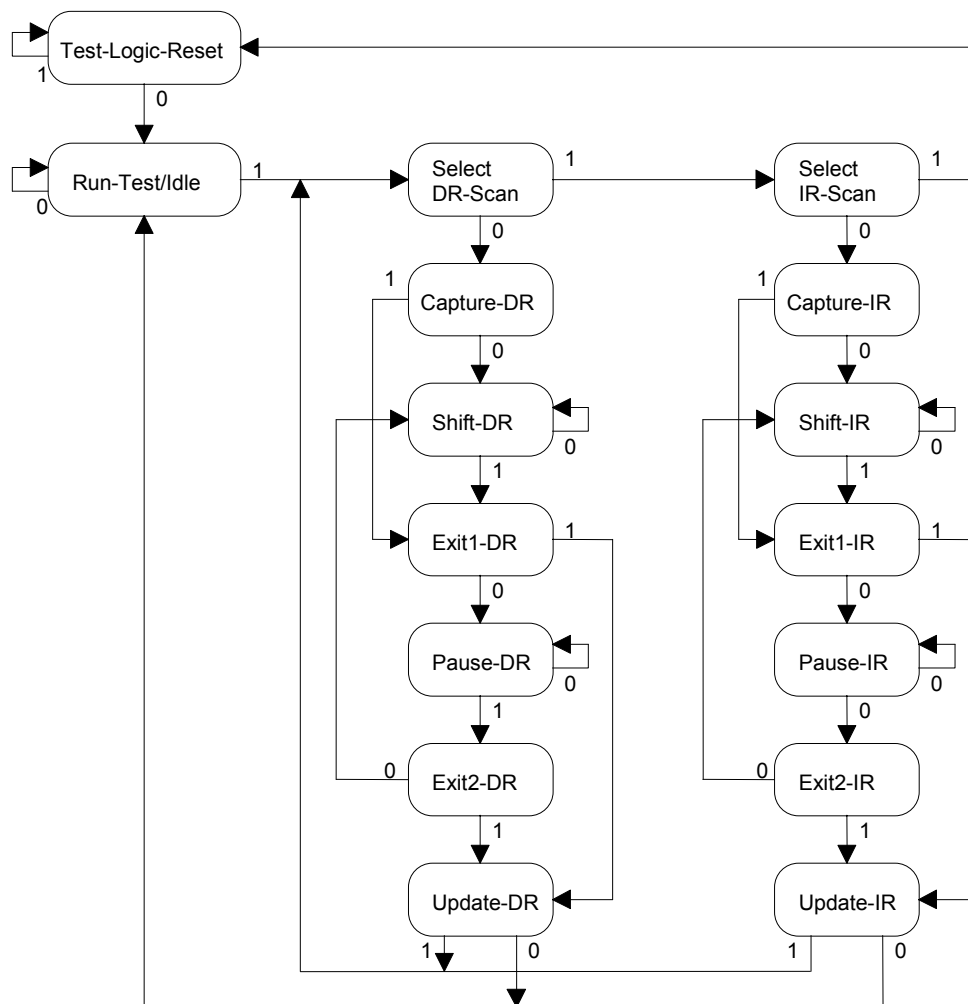 Test-Logic-Reset
1
0
Run-Test/Idle
0
1
Select
DR-Scan
1
Select
IR-Scan
1
0
0
1
Capture-DR
1
Capture-IR
0
0
Shift-DR
0
Shift-IR
0
1
1
Exit1-DR
1
Exit1-IR
1
0
0
Pause-DR
0
Pause-IR
0
1
0
0
Exit2-DR
0
Exit2-IR
1
1
Update-DR
Update-IR
1
0
1
0